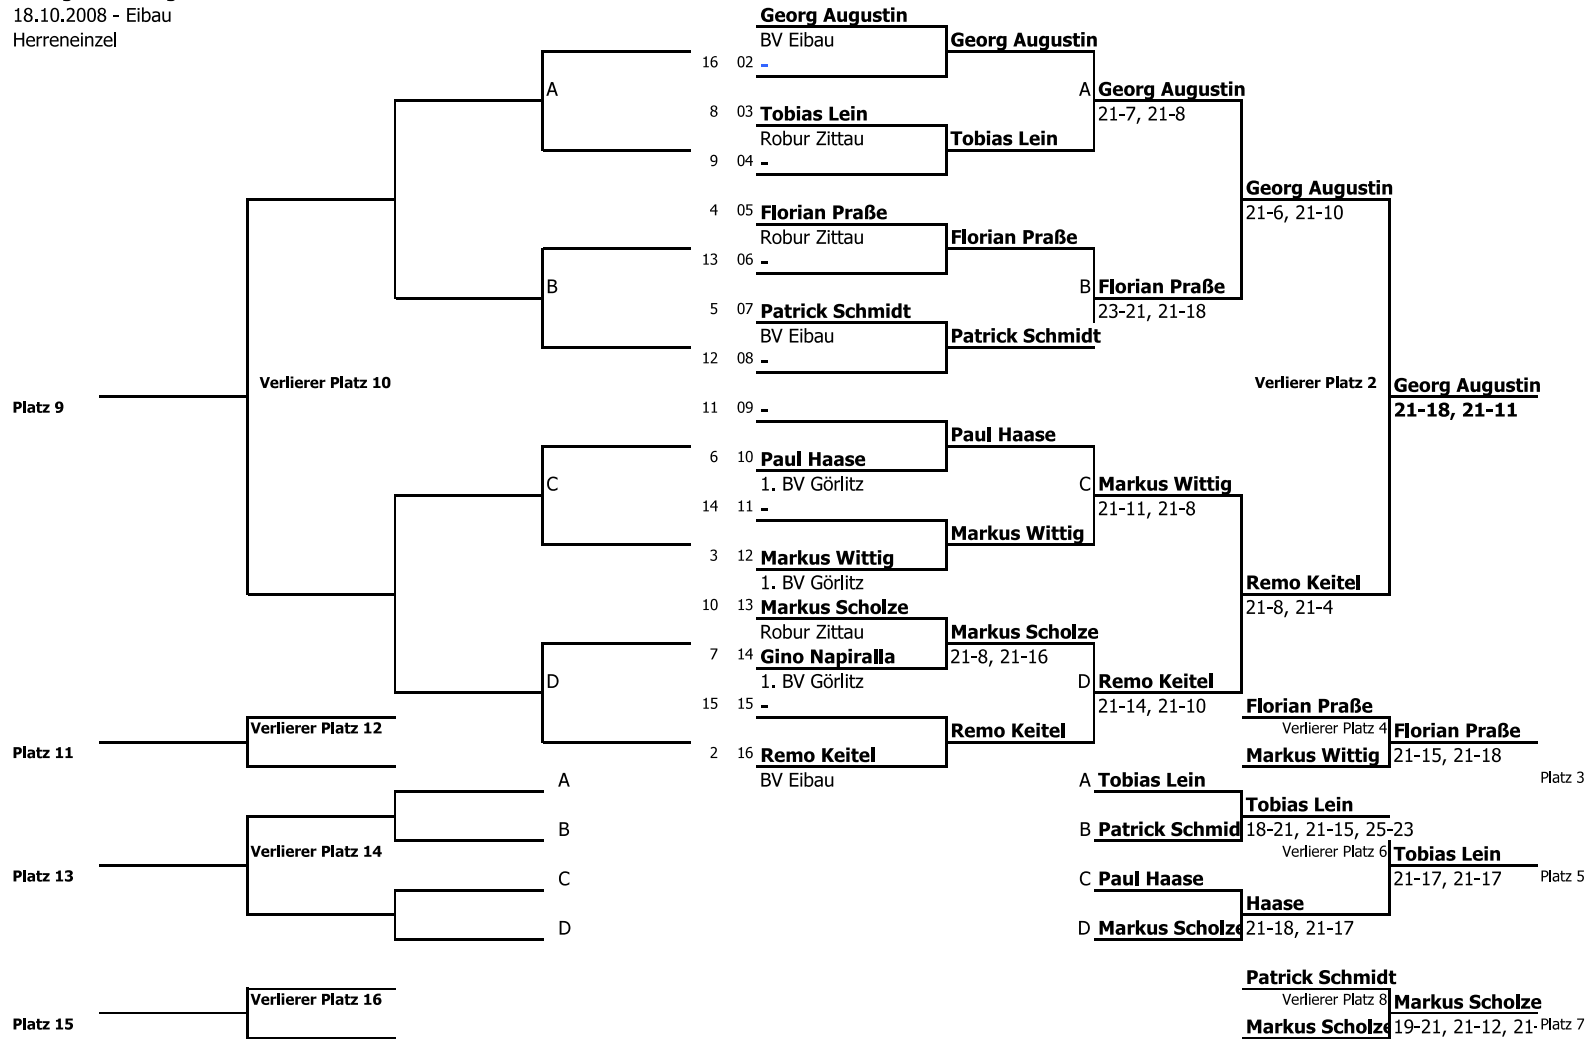 18.10.2008 - Eibau
Herreneinzel
Georg Augustin
BV Eibau
Georg Augustin
16 02 -
A
A Georg Augustin
21-7, 21-8
8 03 Tobias Lein
Robur Zittau
Tobias Lein
9 04 -
Georg Augustin
21-6, 21-10
4 05 Florian Praße
Robur Zittau
Florian Praße
13 06 -
B
B Florian Praße
23-21, 21-18
5 07 Patrick Schmidt
BV Eibau
Patrick Schmidt
12 08 -
Verlierer Platz 10
Verlierer Platz 2
Georg Augustin
21-18, 21-11
Platz 9
11 09 -
Paul Haase
6 10 Paul Haase
1. BV Görlitz
C
C Markus Wittig
21-11, 21-8
14 11 -
Markus Wittig
3 12 Markus Wittig
1. BV Görlitz
Remo Keitel
21-8, 21-4
10 13 Markus Scholze
Robur Zittau
Markus Scholze
21-8, 21-16
7 14 Gino Napiralla
1. BV Görlitz
D
D Remo Keitel
21-14, 21-10
15 15 -
Remo Keitel
2 16 Remo Keitel
BV Eibau
Florian Praße
Verlierer Platz 4
Florian Praße
Markus Wittig
21-15, 21-18
Platz 3
Verlierer Platz 12
Platz 11
A
A Tobias Lein
Tobias Lein
B
B Patrick Schmid
18-21, 21-15, 25-23
Verlierer Platz 14
Verlierer Platz 6
Tobias Lein
21-17, 21-17
Platz 5
Platz 13
C
C Paul Haase
Haase
D
D Markus Scholze
21-18, 21-17
Patrick Schmidt
Verlierer Platz 16
Verlierer Platz 8
Markus Scholze
Platz 15
Markus Scholze
19-21, 21-12, 21-
Platz 7